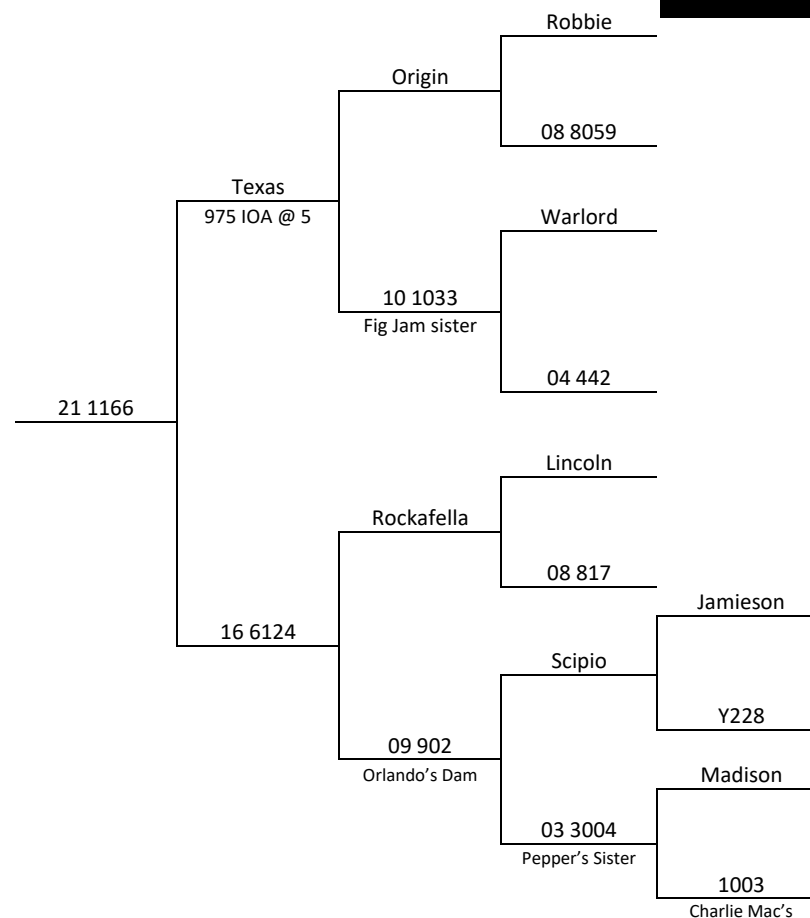 Robbie
Origin
08 8059
Texas
975 IOA @ 5
Warlord
10 1033
Fig Jam sister
04 442
21 1166
Lincoln
Rockafella
08 817
Jamieson
16 6124
Scipio
Y228
09 902
Orlando's Dam
Madison
03 3004
Pepper's Sister
1003
Charlie Mac's